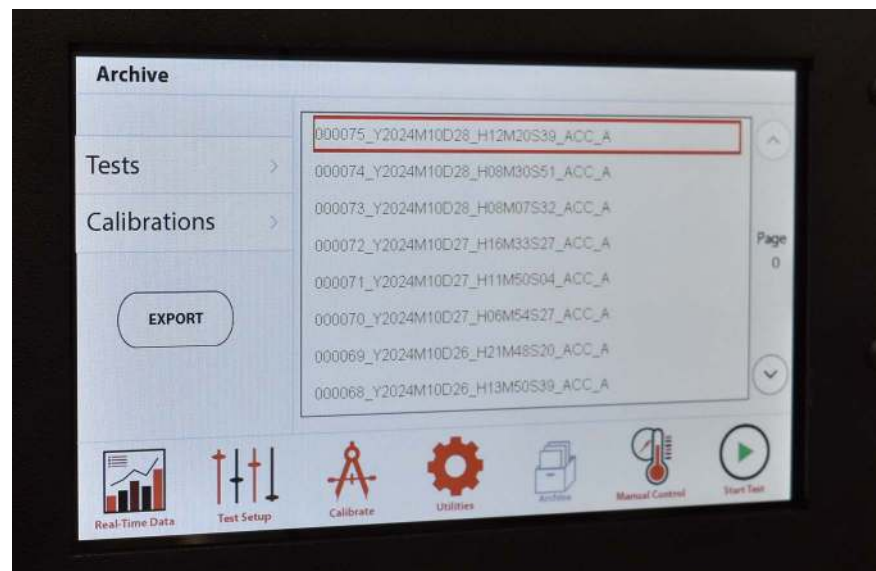 Archive
Tests
Calibrations
EXPORT
000075_Y2024M10D28_H12M20S39_ACC_A
000074_Y2024M10D28_H08M30S51_ACC_A
000073_Y2024M10D28_H08M07S32_ACC_A
000072_Y2024M10D27_H16M33S27_ACC_A
000071_Y2024M10D27_H11M50S04_ACC_A
000070_Y2024M10D27_H06M54S27_ACC_A
000069_Y2024M10D26_H21M48S20_ACC_A
000068_Y2024M10D26_H13M50S39_ACC_A
Page
0
Real-Time Data
Test Setup
Calibrate
Utilities
Archive
Manual Control
Start Test